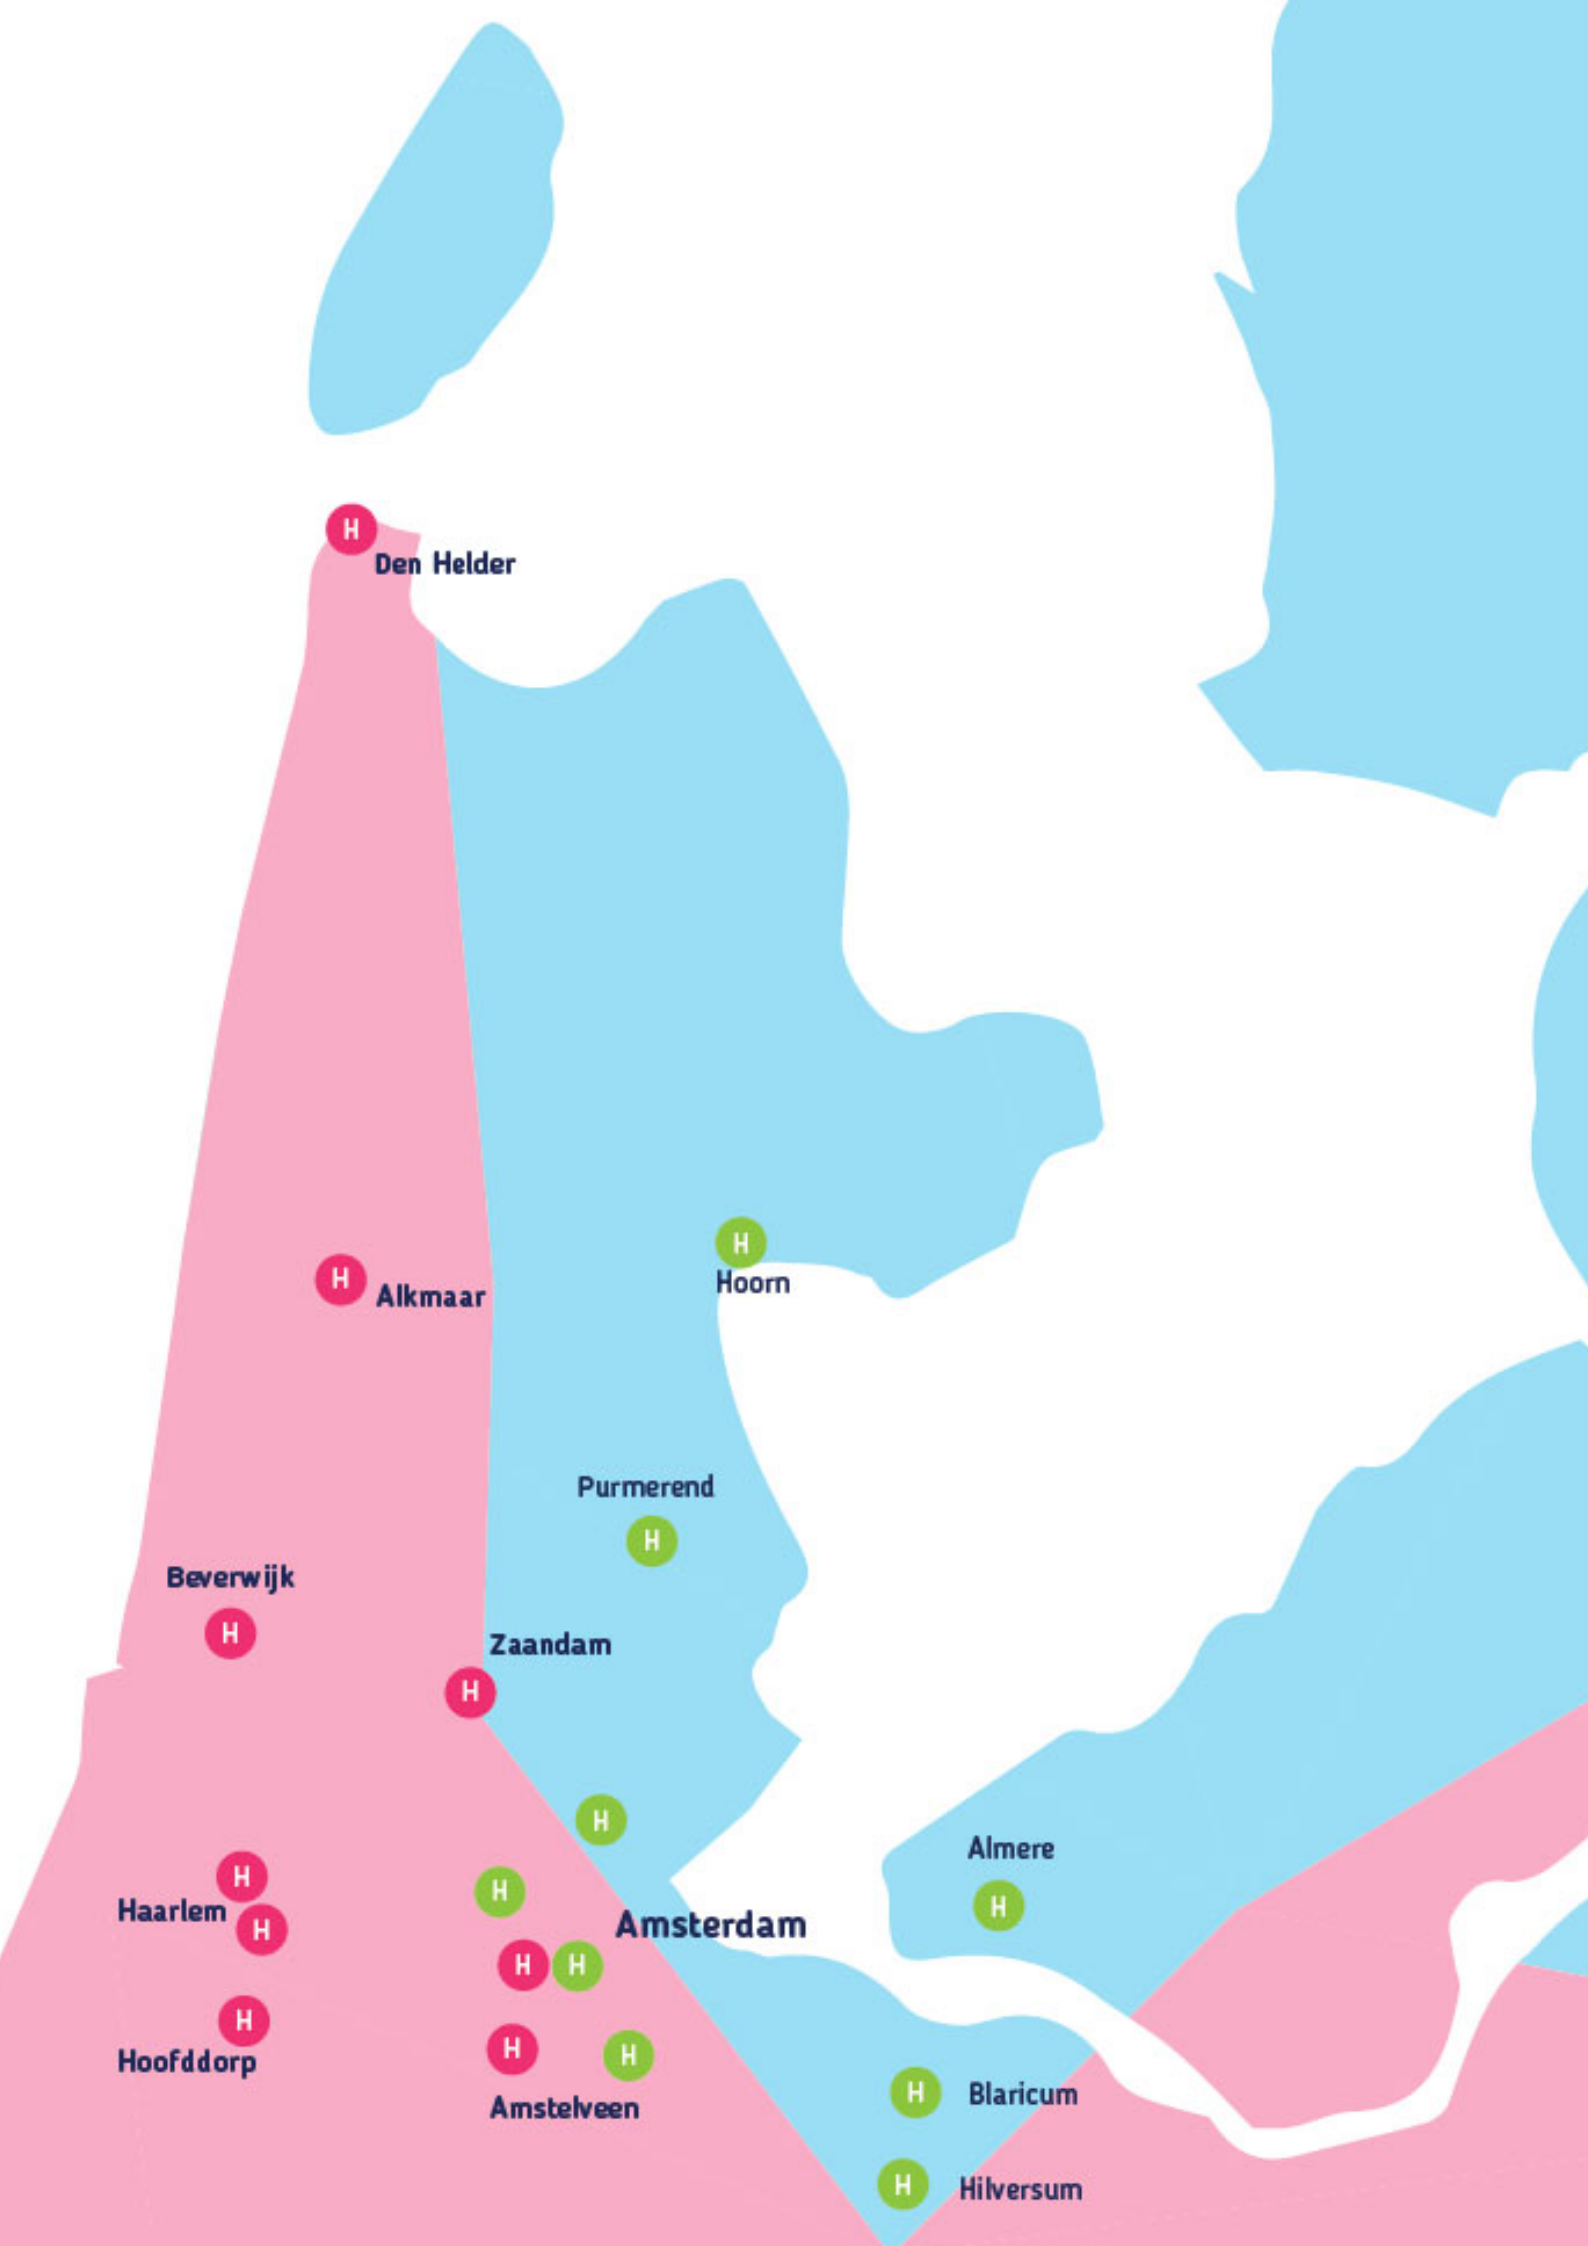 H
Den Helder
H
Hoorn
H
Alkmaar
Purmerend
H
Beverwijk
H
Zaandam
H
H
Almere
H
H
H
Haarlem
H
H
Amsterdam
H H
H
Hoofddorp
H
H
Amstelveen
H
Blaricum
H
Hilversum